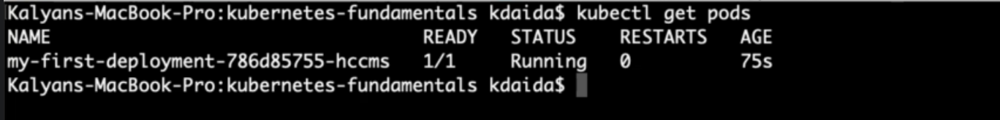 Kalyans-MacBook-Pro:kubernetes-fundamentals kdaida$ kubectl get pods
NAME                                  READY   STATUS    RESTARTS   AGE
my-first-deployment-786d85755-hccms   1/1     Running   0          75s
Kalyans-MacBook-Pro:kubernetes-fundamentals kdaida$